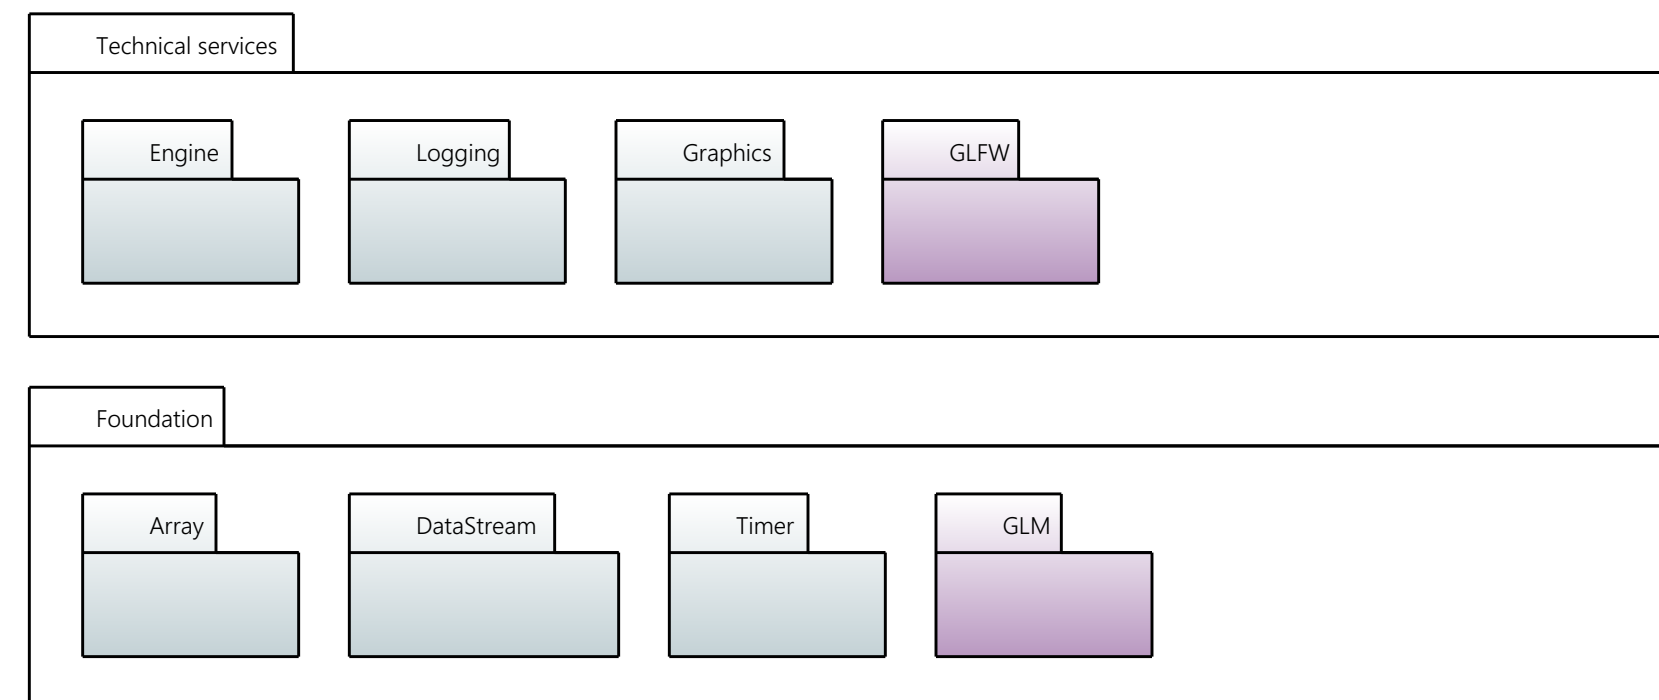 Technical services
Engine
Logging
Graphics
GLFW
Foundation
Array
DataStream
Timer
GLM